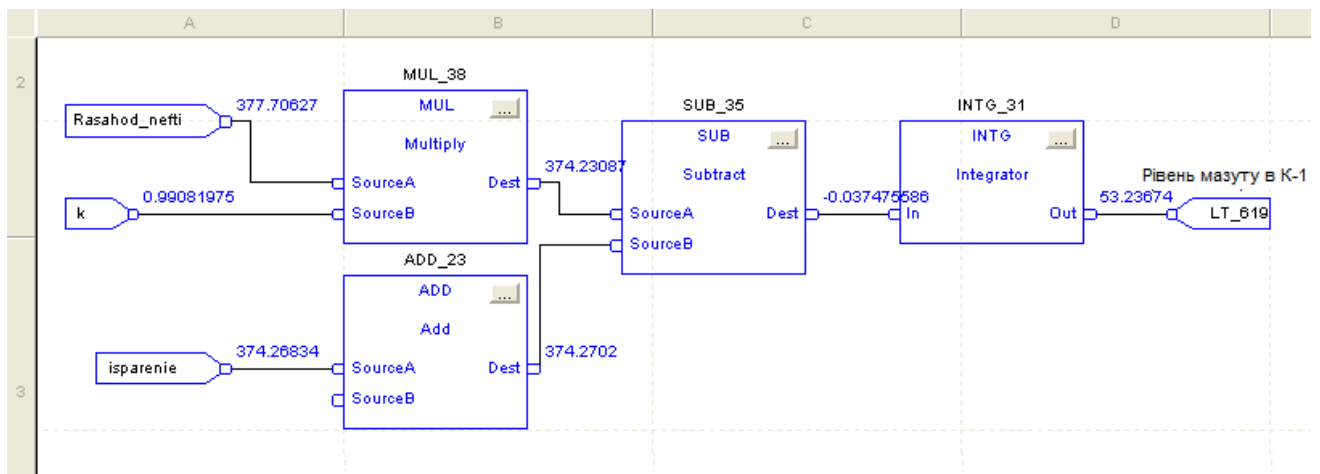 A B C D
2
MUL_38
MUL
...
Multiply
SourceA Dest
SourceB
Rasahod_nefti
377.70627
k
0.99081975
374.23087
SUB_35
SUB
...
Subtract
SourceA Dest
SourceB
-0.037475586
INTG_31
INTG
...
Integrator
In Out
53.23674
Рівень мазуту в К-1
LT_619
3
ADD_23
ADD
...
Add
SourceA Dest
SourceB
isparenie
374.26834
374.2702